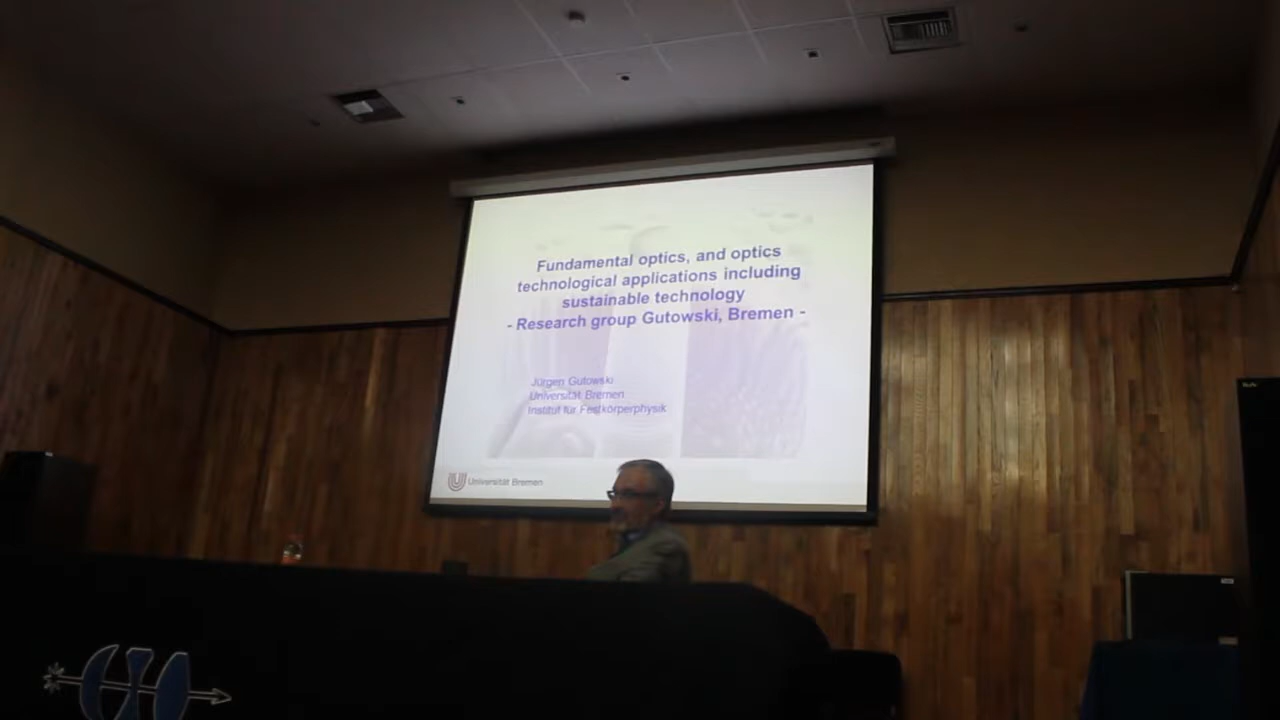 Fundamental optics, and optics
technological applications including
sustainable technology
- Research group Gutowski, Bremen -
Jürgen Gutowski
Universität Bremen
Institut für Festkörperphysik
Universität Bremen